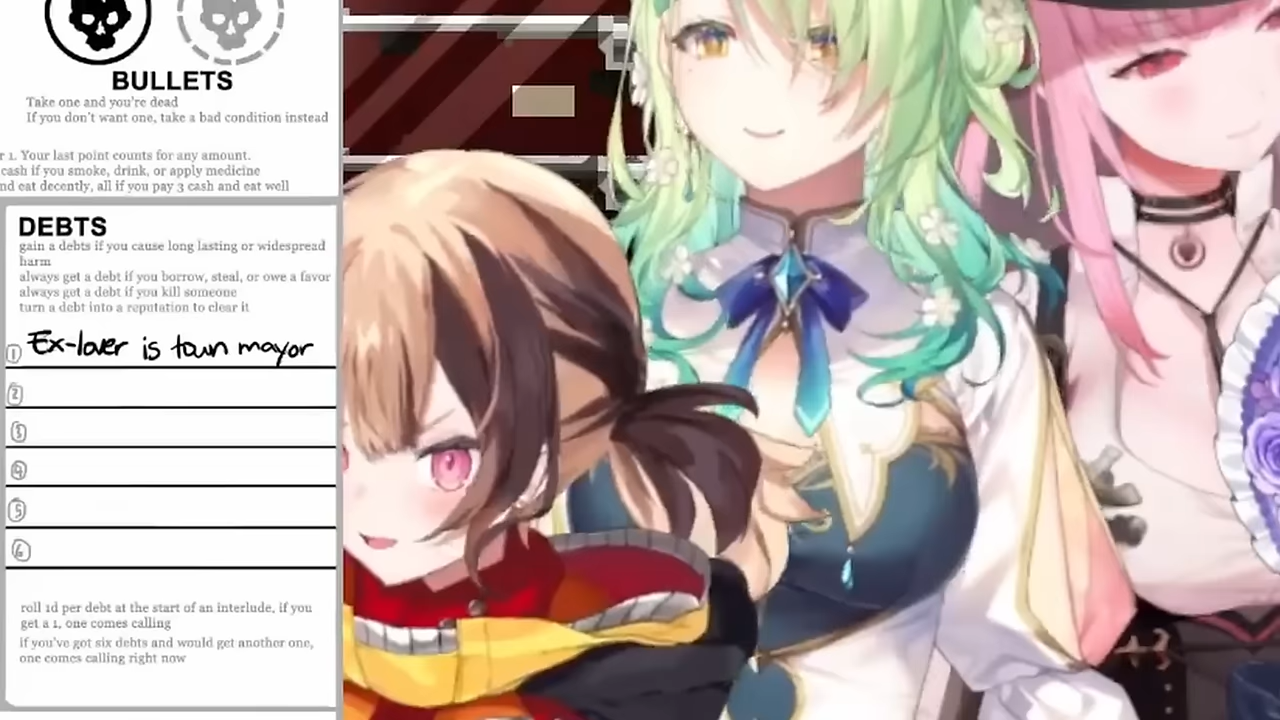 BULLETS
Take one and you're dead
If you don't want one, take a bad condition instead
r 1. Your last point counts for any amount.
cash if you smoke, drink, or apply medicine
nd eat decently, all if you pay 3 cash and eat well
DEBTS
gain a debts if you cause long lasting or widespread
harm
always get a debt if you borrow, steal, or owe a favor
always get a debt if you kill someone
turn a debt into a reputation to clear it
1 Ex-lover is town mayor
2
3
4
5
6
roll 1d per debt at the start of an interlude, if you
get a 1, one comes calling
if you've got six debts and would get another one,
one comes calling right now